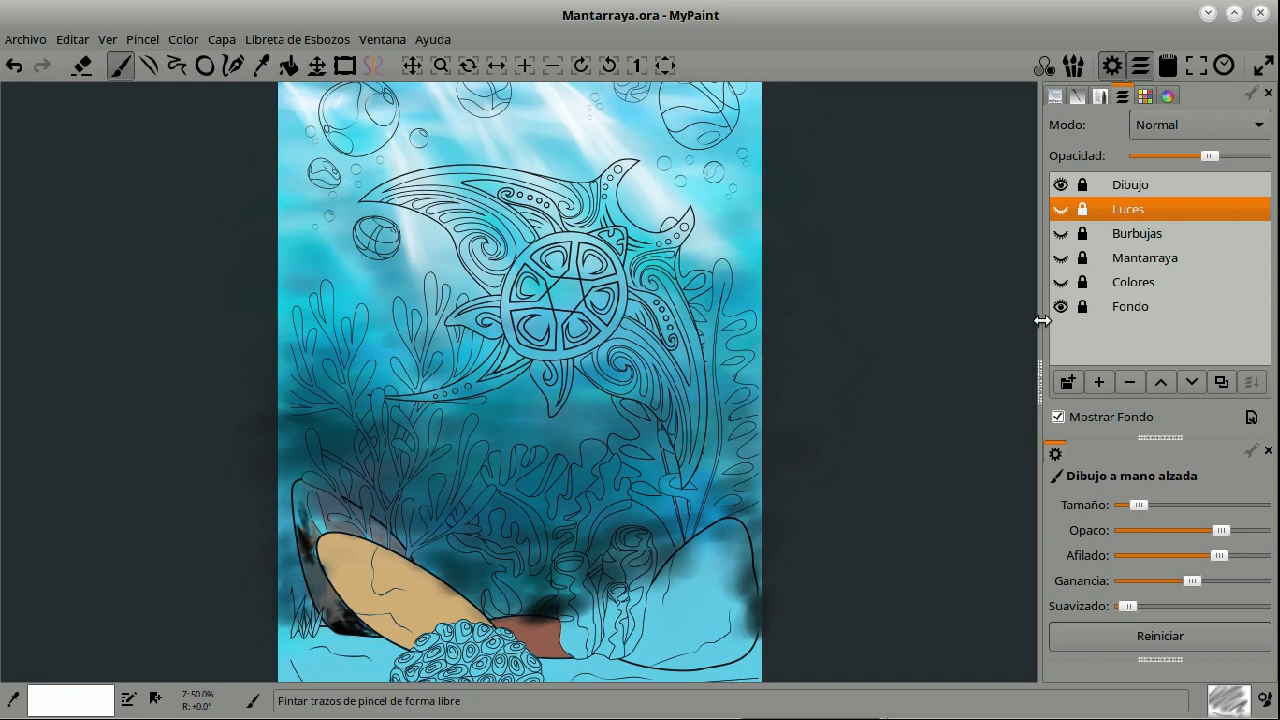 Mantarraya.ora - MyPaint
Archivo Editar Ver Pincel Color Capa Libreta de Esbozos Ventana Ayuda
Modo: Normal
Opacidad:
Dibujo
Luces
Burbujas
Mantarraya
Colores
Fondo
Mostrar Fondo
Dibujo a mano alzada
Tamaño:
Opaco:
Afilado:
Ganancia:
Suavizado:
Reiniciar
Z: 50.0%
R: +0.0°
Pintar trazos de pincel de forma libre